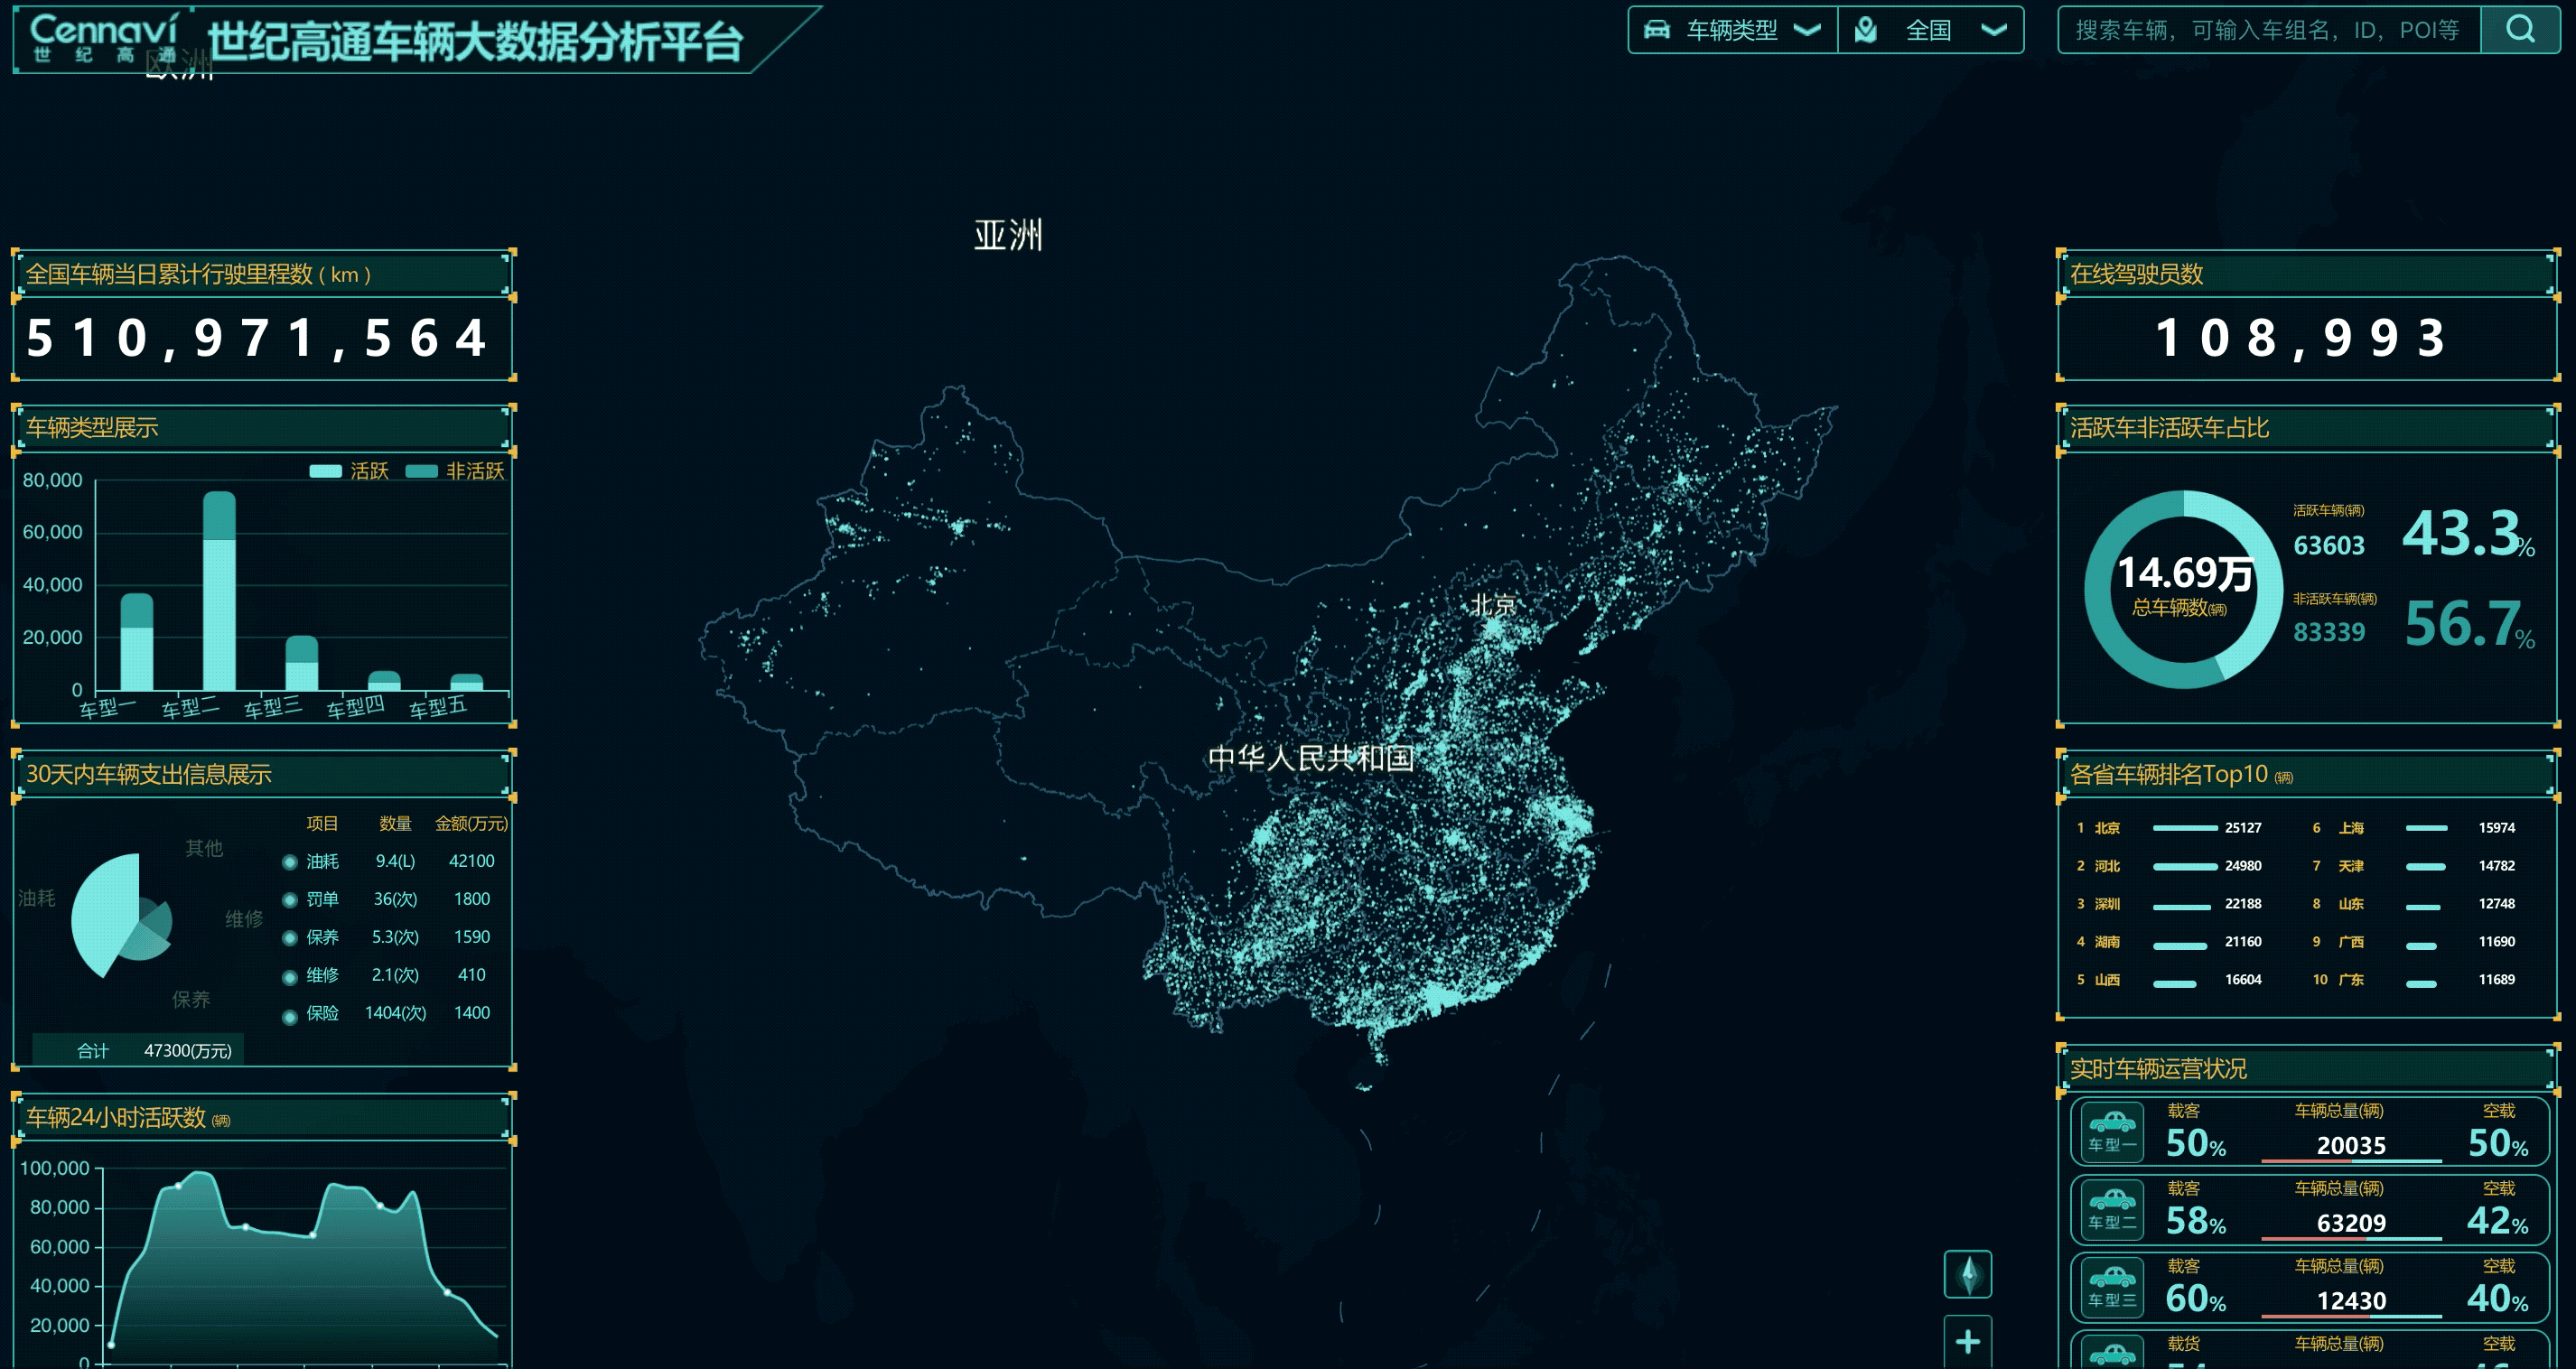 Cennavi
世纪高通
世纪高通车辆大数据分析平台
欧洲
车辆类型
全国
搜索车辆，可输入车组名，ID，POI等
亚洲
北京
中华人民共和国
全国车辆当日累计行驶里程数（km）
510,971,564
车辆类型展示
活跃 非活跃
80,000
60,000
40,000
20,000
0
车型一 车型二 车型三 车型四 车型五
30天内车辆支出信息展示
其他
油耗
维修
保养
项目 数量 金额(万元)
油耗 9.4(L) 42100
罚单 36(次) 1800
保养 5.3(次) 1590
维修 2.1(次) 410
保险 1404(次) 1400
合计 47300(万元)
车辆24小时活跃数 (辆)
100,000
80,000
60,000
40,000
20,000
0
在线驾驶员数
108,993
活跃车非活跃车占比
14.69万
总车辆数(辆)
活跃车辆(辆)
63603 43.3%
非活跃车辆(辆)
83339 56.7%
各省车辆排名Top10 (辆)
1 北京 25127 6 上海 15974
2 河北 24980 7 天津 14782
3 深圳 22188 8 山东 12748
4 湖南 21160 9 广西 11690
5 山西 16604 10 广东 11689
实时车辆运营状况
载客 车辆总量(辆) 空载
车型一 50% 20035 50%
载客 车辆总量(辆) 空载
车型二 58% 63209 42%
载客 车辆总量(辆) 空载
车型三 60% 12430 40%
载货 车辆总量(辆) 空载